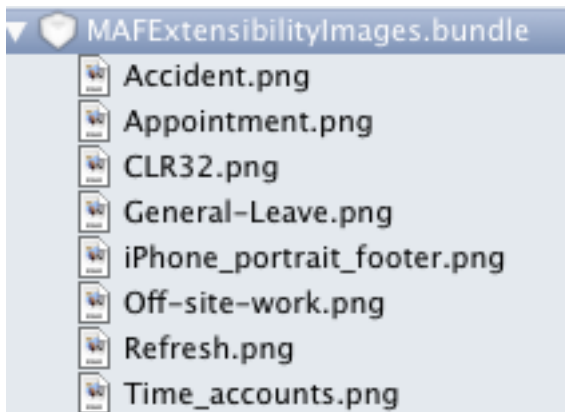 MAFExtensibilityImages.bundle
Accident.png
Appointment.png
CLR32.png
General-Leave.png
iPhone_portrait_footer.png
Off-site-work.png
Refresh.png
Time_accounts.png